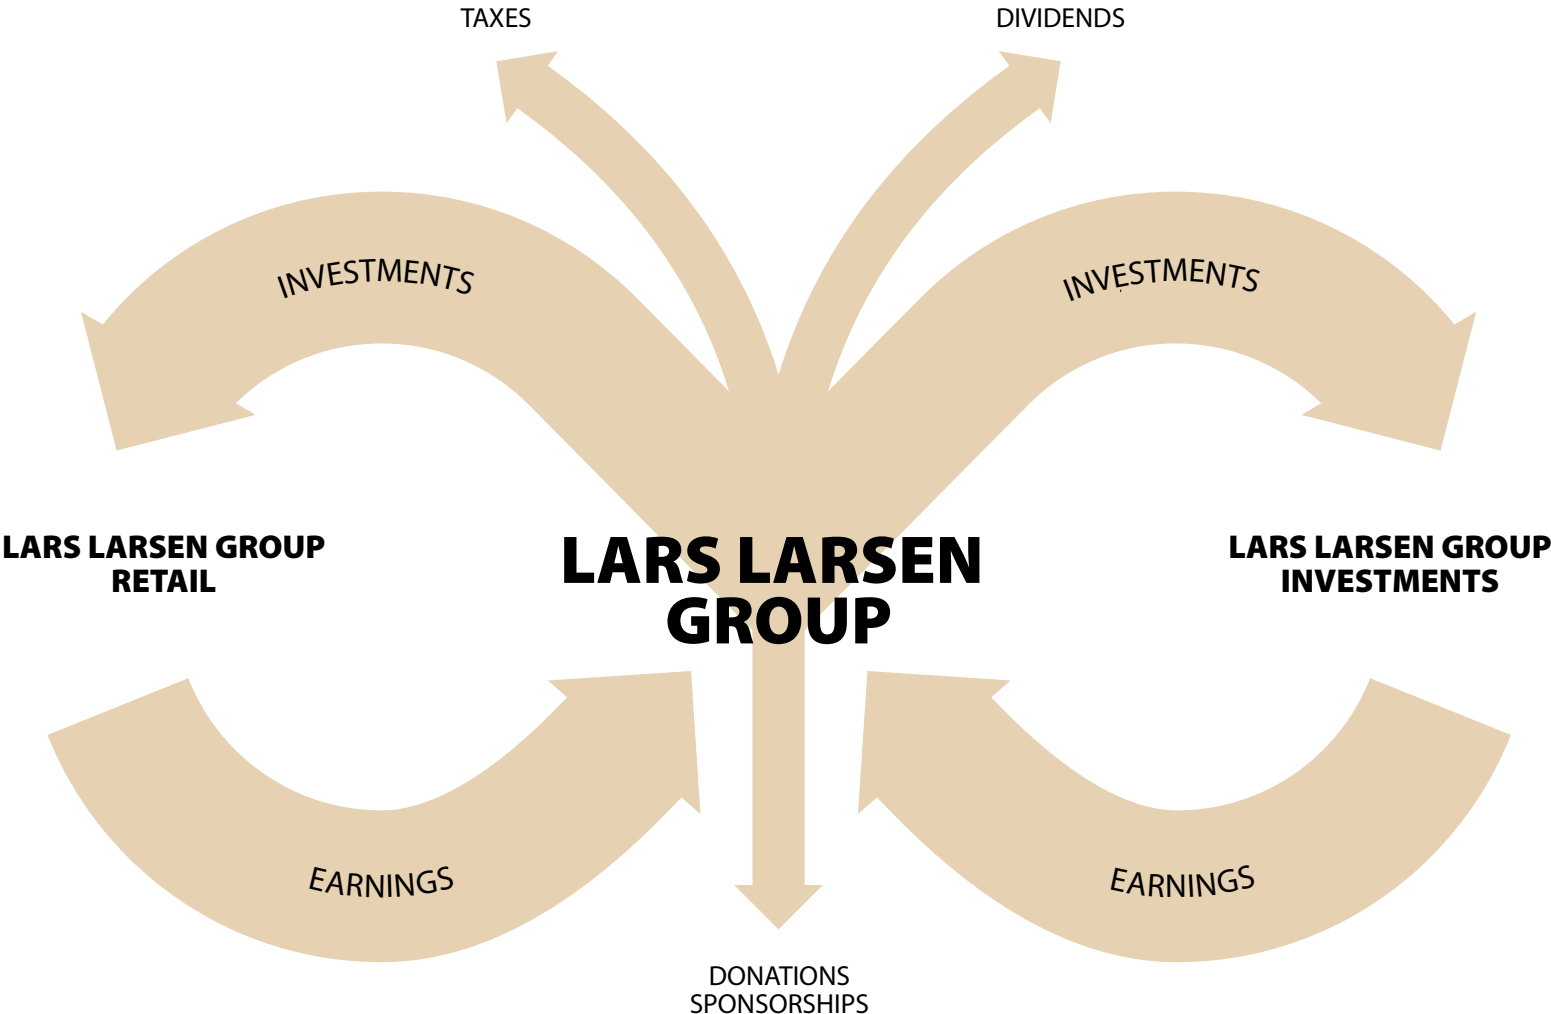 TAXES
DIVIDENDS
INVESTMENTS
INVESTMENTS
LARS LARSEN GROUP
RETAIL
LARS LARSEN
GROUP
LARS LARSEN GROUP
INVESTMENTS
EARNINGS
EARNINGS
DONATIONS
SPONSORSHIPS